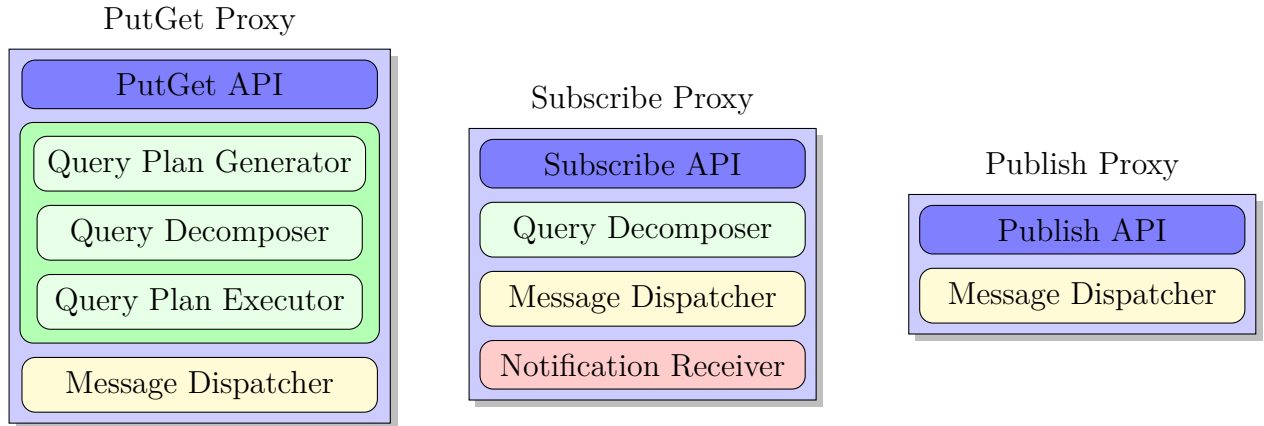 PutGet Proxy
PutGet API
Query Plan Generator
Query Decomposer
Query Plan Executor
Message Dispatcher
Subscribe Proxy
Subscribe API
Query Decomposer
Message Dispatcher
Notification Receiver
Publish Proxy
Publish API
Message Dispatcher